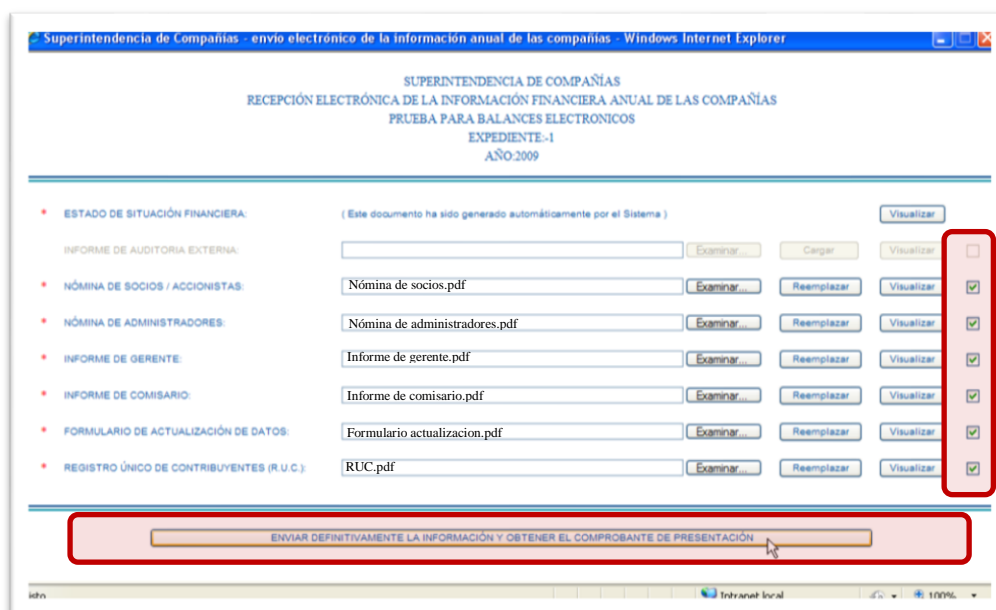 Superintendencia de Compañías - envío electrónico de la información anual de las compañías - Windows Internet Explorer
SUPERINTENDENCIA DE COMPAÑÍAS
RECEPCIÓN ELECTRÓNICA DE LA INFORMACIÓN FINANCIERA ANUAL DE LAS COMPAÑÍAS
PRUEBA PARA BALANCES ELECTRONICOS
EXPEDIENTE:-1
AÑO:2009
* ESTADO DE SITUACIÓN FINANCIERA: ( Este documento ha sido generado automáticamente por el Sistema ) Visualizar
INFORME DE AUDITORIA EXTERNA: Examinar... Cargar Visualizar
* NÓMINA DE SOCIOS / ACCIONISTAS: Nómina de socios.pdf Examinar... Reemplazar Visualizar
* NÓMINA DE ADMINISTRADORES: Nómina de administradores.pdf Examinar... Reemplazar Visualizar
* INFORME DE GERENTE: Informe de gerente.pdf Examinar... Reemplazar Visualizar
* INFORME DE COMISARIO: Informe de comisario.pdf Examinar... Reemplazar Visualizar
* FORMULARIO DE ACTUALIZACIÓN DE DATOS: Formulario actualizacion.pdf Examinar... Reemplazar Visualizar
* REGISTRO ÚNICO DE CONTRIBUYENTES (R.U.C.): RUC.pdf Examinar... Reemplazar Visualizar
ENVIAR DEFINITIVAMENTE LA INFORMACIÓN Y OBTENER EL COMPROBANTE DE PRESENTACIÓN
isto Intranet local 100%